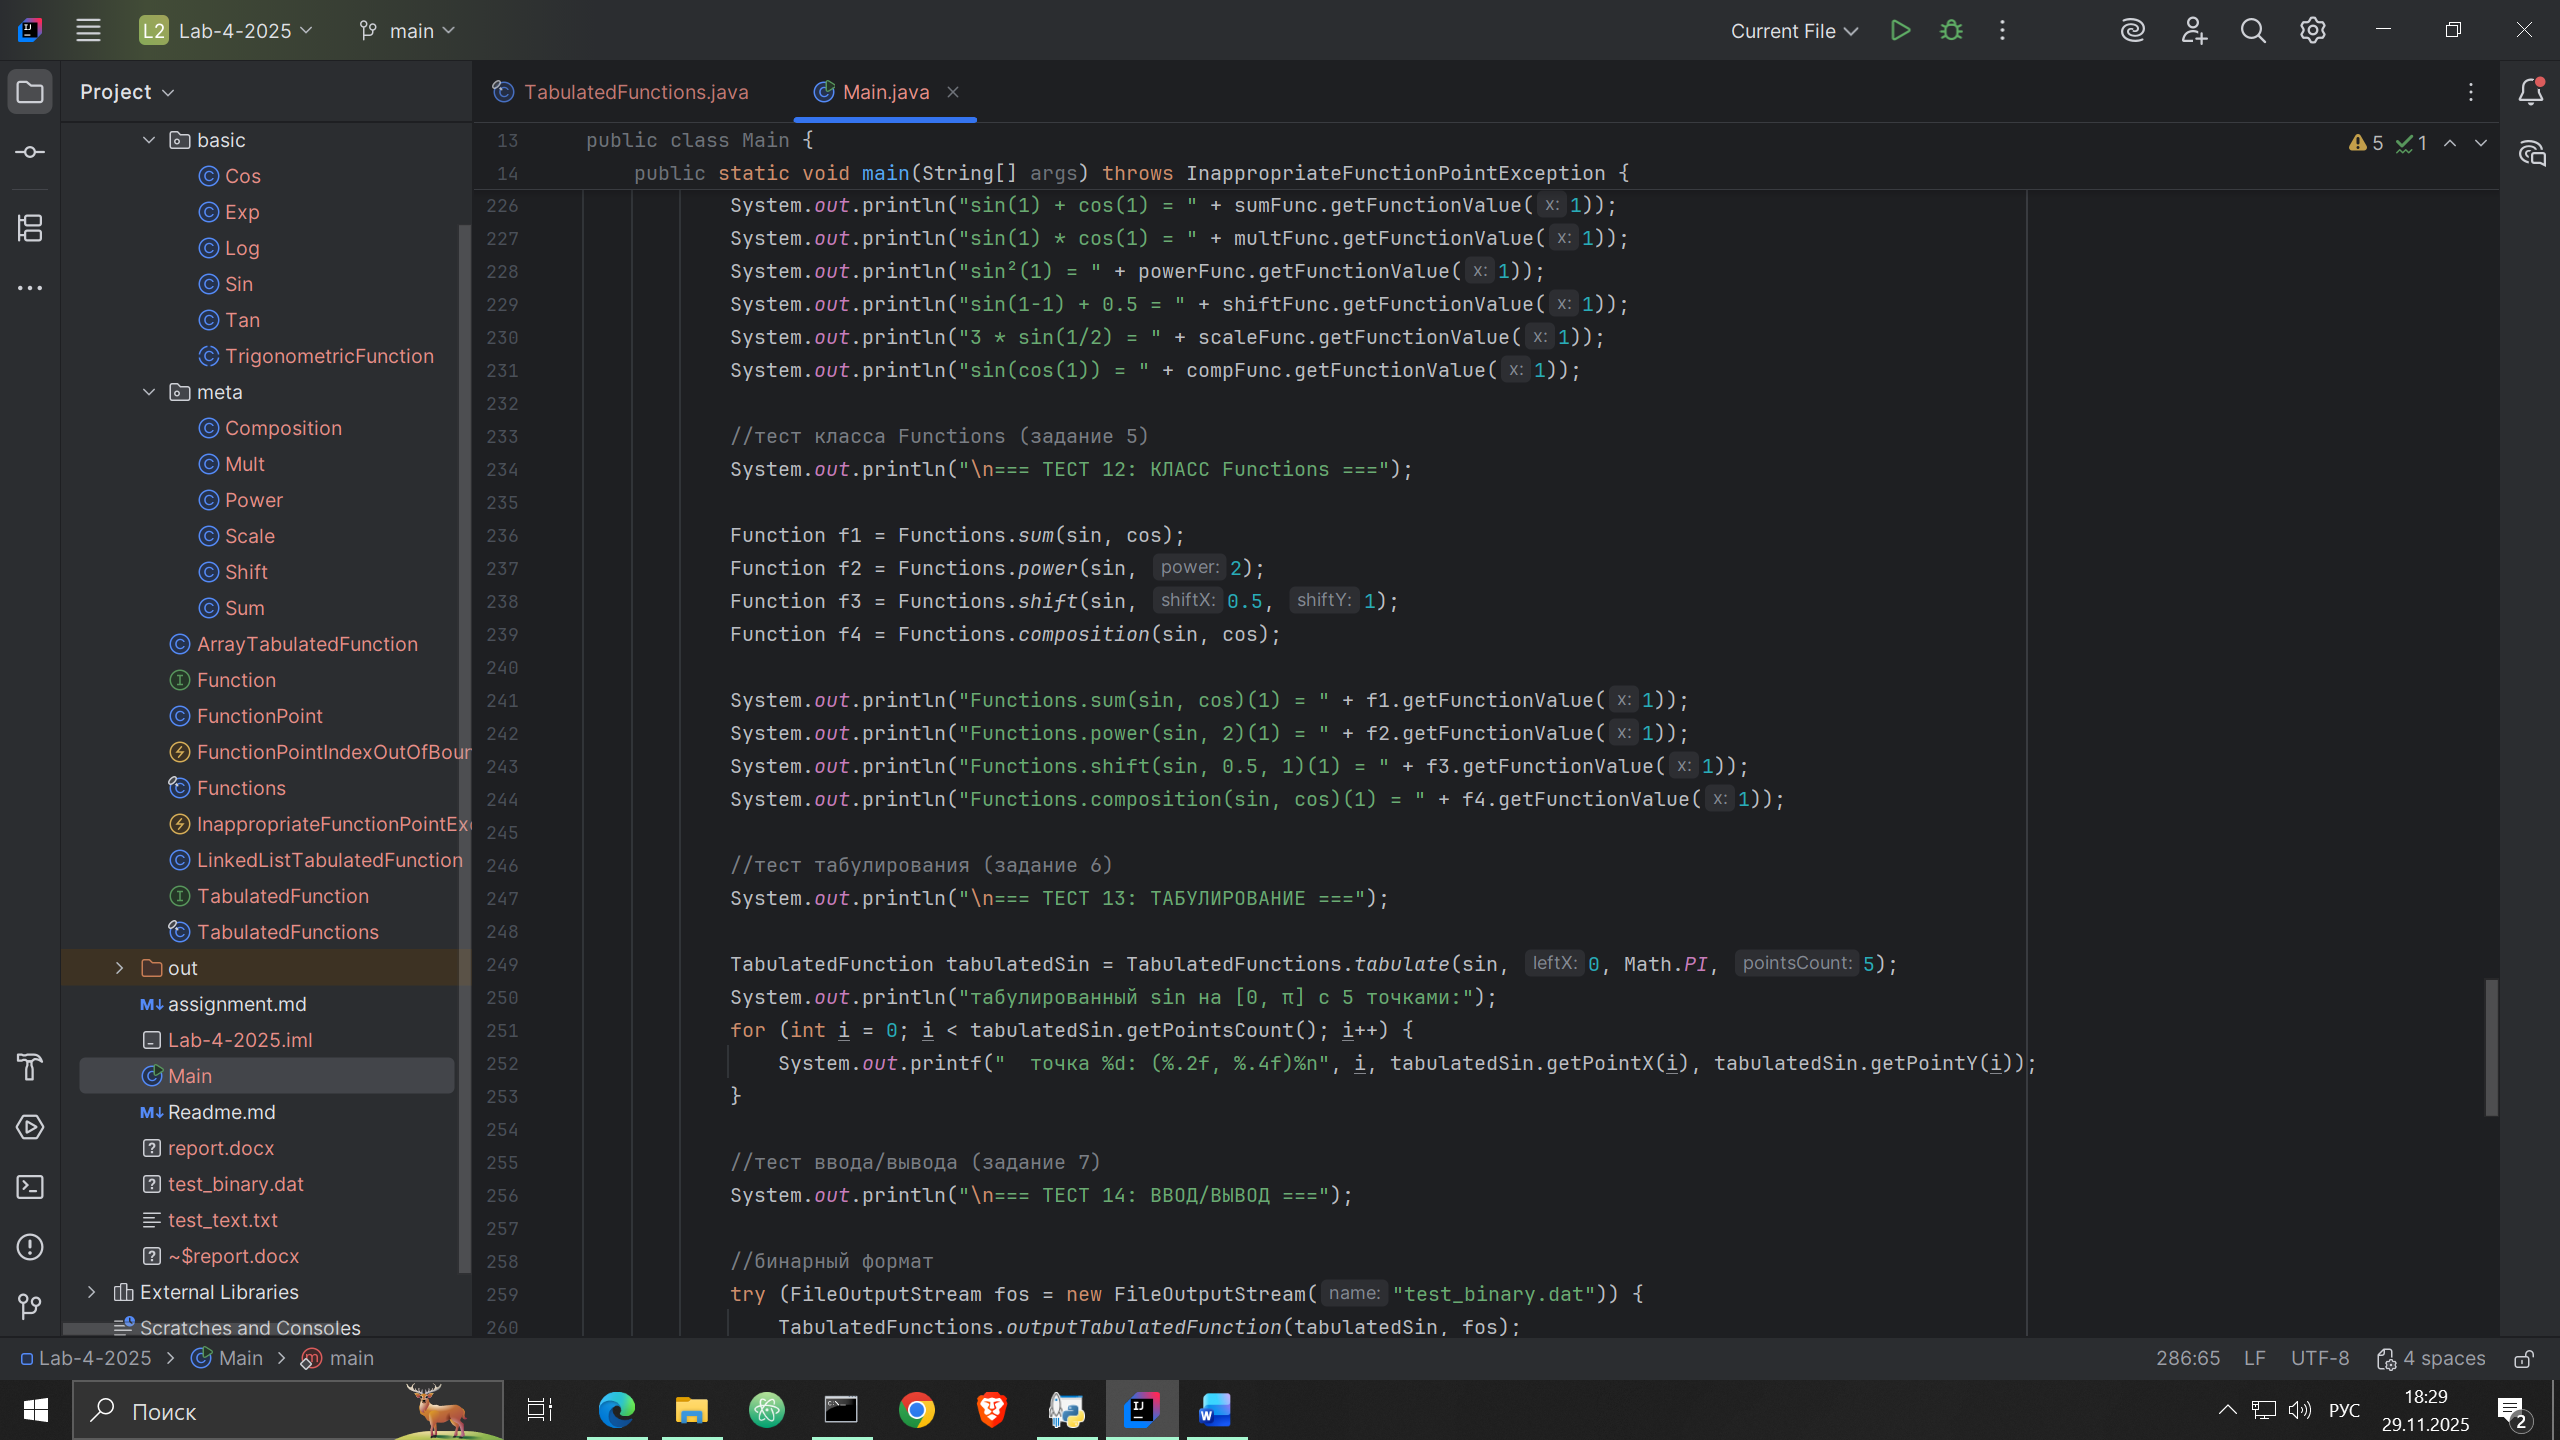 L2 Lab-4-2025 main Current File
Project
TabulatedFunctions.java Main.java
basic
Cos
Exp
Log
Sin
Tan
TrigonometricFunction
meta
Composition
Mult
Power
Scale
Shift
Sum
ArrayTabulatedFunction
Function
FunctionPoint
FunctionPointIndexOutOfBour
Functions
InappropriateFunctionPointExc
LinkedListTabulatedFunction
TabulatedFunction
TabulatedFunctions
out
assignment.md
Lab-4-2025.iml
Main
Readme.md
report.docx
test_binary.dat
test_text.txt
~$report.docx
External Libraries
Scratches and Consoles
5 1
13 public class Main {
14 public static void main(String[] args) throws InappropriateFunctionPointException {
226 System.out.println("sin(1) + cos(1) = " + sumFunc.getFunctionValue( x: 1));
227 System.out.println("sin(1) * cos(1) = " + multFunc.getFunctionValue( x: 1));
228 System.out.println("sin²(1) = " + powerFunc.getFunctionValue( x: 1));
229 System.out.println("sin(1-1) + 0.5 = " + shiftFunc.getFunctionValue( x: 1));
230 System.out.println("3 * sin(1/2) = " + scaleFunc.getFunctionValue( x: 1));
231 System.out.println("sin(cos(1)) = " + compFunc.getFunctionValue( x: 1));
232
233 //тест класса Functions (задание 5)
234 System.out.println("\n=== ТЕСТ 12: КЛАСС Functions ===");
235
236 Function f1 = Functions.sum(sin, cos);
237 Function f2 = Functions.power(sin, power: 2);
238 Function f3 = Functions.shift(sin, shiftX: 0.5, shiftY: 1);
239 Function f4 = Functions.composition(sin, cos);
240
241 System.out.println("Functions.sum(sin, cos)(1) = " + f1.getFunctionValue( x: 1));
242 System.out.println("Functions.power(sin, 2)(1) = " + f2.getFunctionValue( x: 1));
243 System.out.println("Functions.shift(sin, 0.5, 1)(1) = " + f3.getFunctionValue( x: 1));
244 System.out.println("Functions.composition(sin, cos)(1) = " + f4.getFunctionValue( x: 1));
245
246 //тест табулирования (задание 6)
247 System.out.println("\n=== ТЕСТ 13: ТАБУЛИРОВАНИЕ ===");
248
249 TabulatedFunction tabulatedSin = TabulatedFunctions.tabulate(sin, leftX: 0, Math.PI, pointsCount: 5);
250 System.out.println("табулированный sin на [0, π] с 5 точками:");
251 for (int i = 0; i < tabulatedSin.getPointsCount(); i++) {
252 System.out.printf("  точка %d: (%.2f, %.4f)%n", i, tabulatedSin.getPointX(i), tabulatedSin.getPointY(i));
253 }
254
255 //тест ввода/вывода (задание 7)
256 System.out.println("\n=== ТЕСТ 14: ВВОД/ВЫВОД ===");
257
258 //бинарный формат
259 try (FileOutputStream fos = new FileOutputStream( name: "test_binary.dat")) {
260 TabulatedFunctions.outputTabulatedFunction(tabulatedSin, fos);
Lab-4-2025 > Main > main 286:65 LF UTF-8 4 spaces
Поиск
РУС
18:29
29.11.2025
2